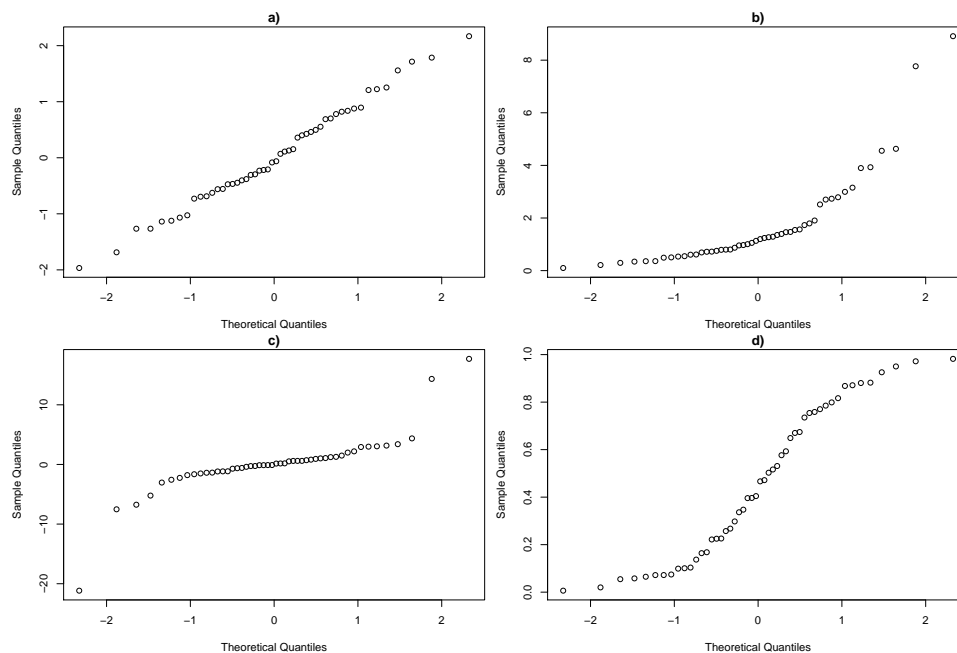 a)
Sample Quantiles
2
1
0
−1
−2
−2 −1 0 1 2
Theoretical Quantiles
b)
Sample Quantiles
8
6
4
2
0
−2 −1 0 1 2
Theoretical Quantiles
c)
Sample Quantiles
10
0
−10
−20
−2 −1 0 1 2
Theoretical Quantiles
d)
Sample Quantiles
1.0
0.8
0.6
0.4
0.2
0.0
−2 −1 0 1 2
Theoretical Quantiles